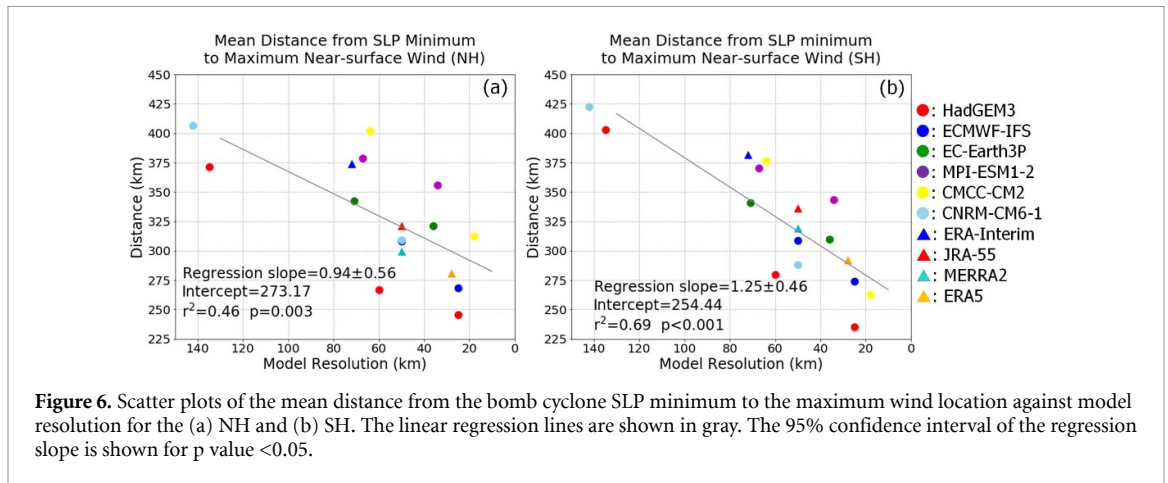 Mean Distance from SLP Minimum
to Maximum Near-surface Wind (NH)
(a)
450
425
400
375
350
325
300
275
250
225
Distance (km)
Regression slope=0.94±0.56
Intercept=273.17
r²=0.46 p=0.003
140 120 100 80 60 40 20 0
Model Resolution (km)
Mean Distance from SLP minimum
to Maximum Near-surface Wind (SH)
(b)
450
425
400
375
350
325
300
275
250
225
Distance (km)
Regression slope=1.25±0.46
Intercept=254.44
r²=0.69 p<0.001
140 120 100 80 60 40 20 0
Model Resolution (km)
: HadGEM3
: ECMWF-IFS
: EC-Earth3P
: MPI-ESM1-2
: CMCC-CM2
: CNRM-CM6-1
: ERA-Interim
: JRA-55
: MERRA2
: ERA5
Figure 6. Scatter plots of the mean distance from the bomb cyclone SLP minimum to the maximum wind location against model
resolution for the (a) NH and (b) SH. The linear regression lines are shown in gray. The 95% confidence interval of the regression
slope is shown for p value <0.05.